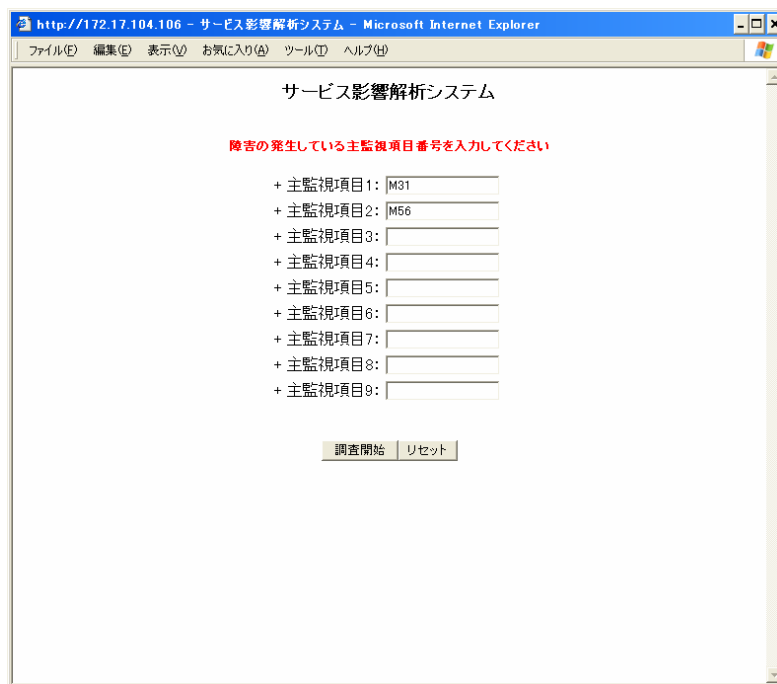 http://172.17.104.106 - サービス影響解析システム - Microsoft Internet Explorer
ファイル(F) 編集(E) 表示(V) お気に入り(A) ツール(T) ヘルプ(H)
サービス影響解析システム
障害の発生している主監視項目番号を入力してください
+ 主監視項目1: M31
+ 主監視項目2: M56
+ 主監視項目3:
+ 主監視項目4:
+ 主監視項目5:
+ 主監視項目6:
+ 主監視項目7:
+ 主監視項目8:
+ 主監視項目9:
調査開始 リセット